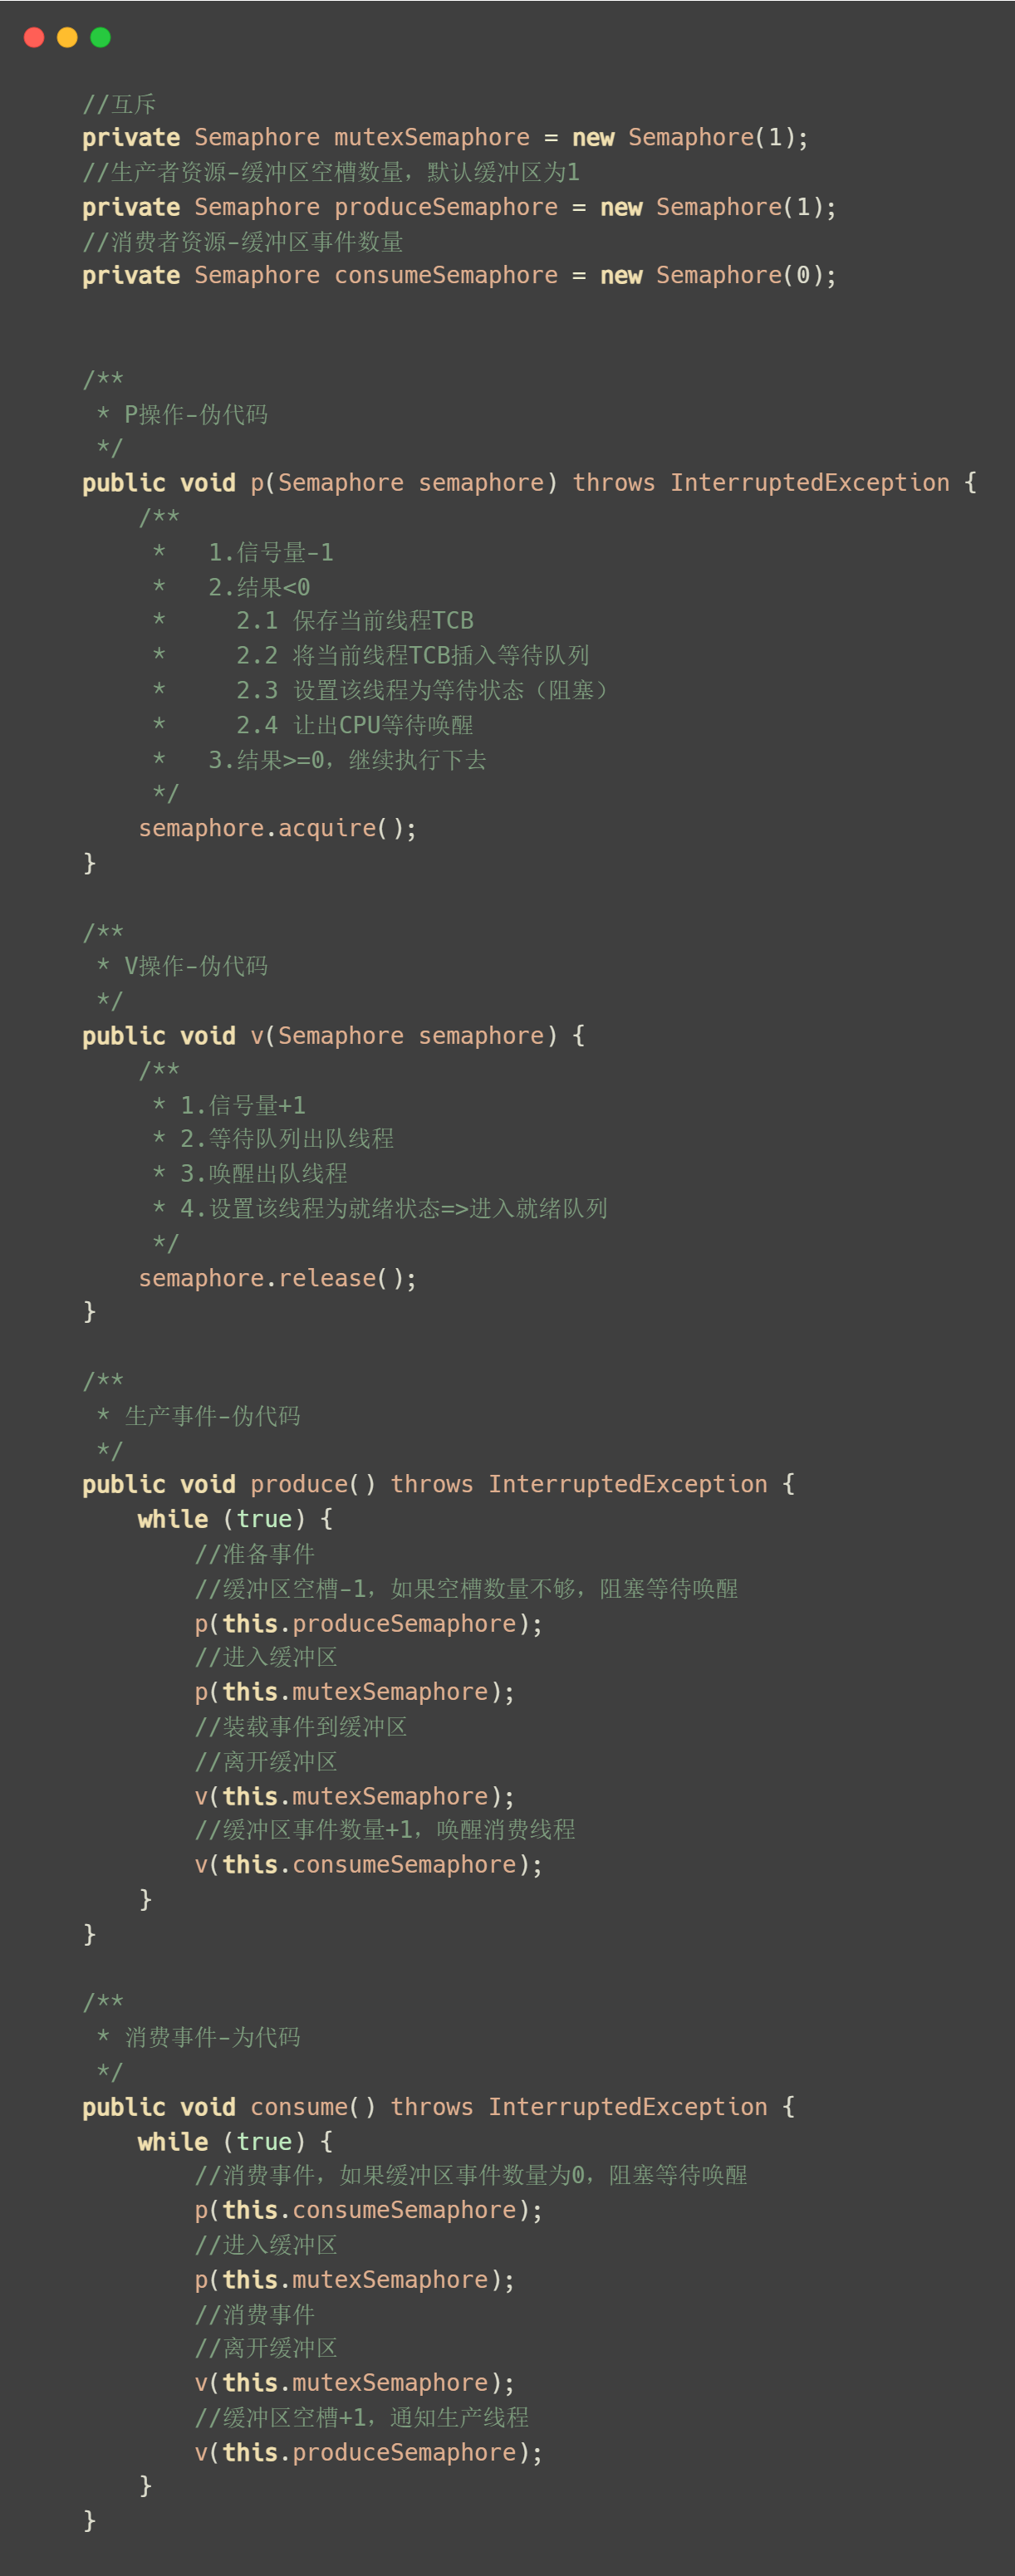 //互斥
private Semaphore mutexSemaphore = new Semaphore(1);
//生产者资源-缓冲区空槽数量，默认缓冲区为1
private Semaphore produceSemaphore = new Semaphore(1);
//消费者资源-缓冲区事件数量
private Semaphore consumeSemaphore = new Semaphore(0);
/**
 * P操作-伪代码
 */
public void p(Semaphore semaphore) throws InterruptedException {
    /**
     *   1.信号量-1
     *   2.结果<0
     *     2.1 保存当前线程TCB
     *     2.2 将当前线程TCB插入等待队列
     *     2.3 设置该线程为等待状态（阻塞）
     *     2.4 让出CPU等待唤醒
     *   3.结果>=0，继续执行下去
     */
    semaphore.acquire();
}
/**
 * V操作-伪代码
 */
public void v(Semaphore semaphore) {
    /**
     * 1.信号量+1
     * 2.等待队列出队线程
     * 3.唤醒出队线程
     * 4.设置该线程为就绪状态=>进入就绪队列
     */
    semaphore.release();
}
/**
 * 生产事件-伪代码
 */
public void produce() throws InterruptedException {
    while (true) {
        //准备事件
        //缓冲区空槽-1，如果空槽数量不够，阻塞等待唤醒
        p(this.produceSemaphore);
        //进入缓冲区
        p(this.mutexSemaphore);
        //装载事件到缓冲区
        //离开缓冲区
        v(this.mutexSemaphore);
        //缓冲区事件数量+1，唤醒消费线程
        v(this.consumeSemaphore);
    }
}
/**
 * 消费事件-为代码
 */
public void consume() throws InterruptedException {
    while (true) {
        //消费事件，如果缓冲区事件数量为0，阻塞等待唤醒
        p(this.consumeSemaphore);
        //进入缓冲区
        p(this.mutexSemaphore);
        //消费事件
        //离开缓冲区
        v(this.mutexSemaphore);
        //缓冲区空槽+1，通知生产线程
        v(this.produceSemaphore);
    }
}